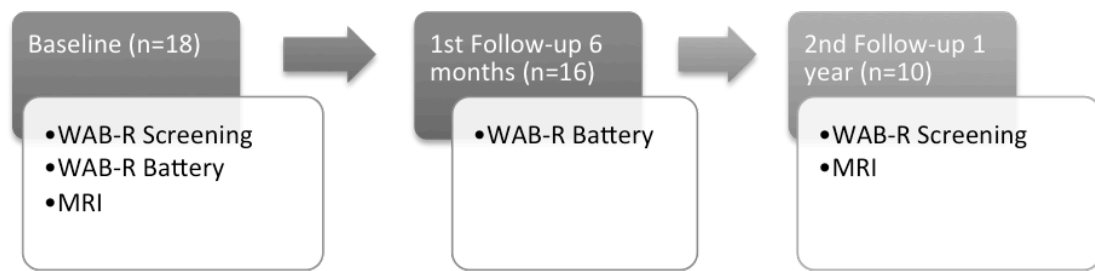 Baseline (n=18)
•WAB-R Screening
•WAB-R Battery
•MRI
1st Follow-up 6
months (n=16)
•WAB-R Battery
2nd Follow-up 1
year (n=10)
•WAB-R Screening
•MRI